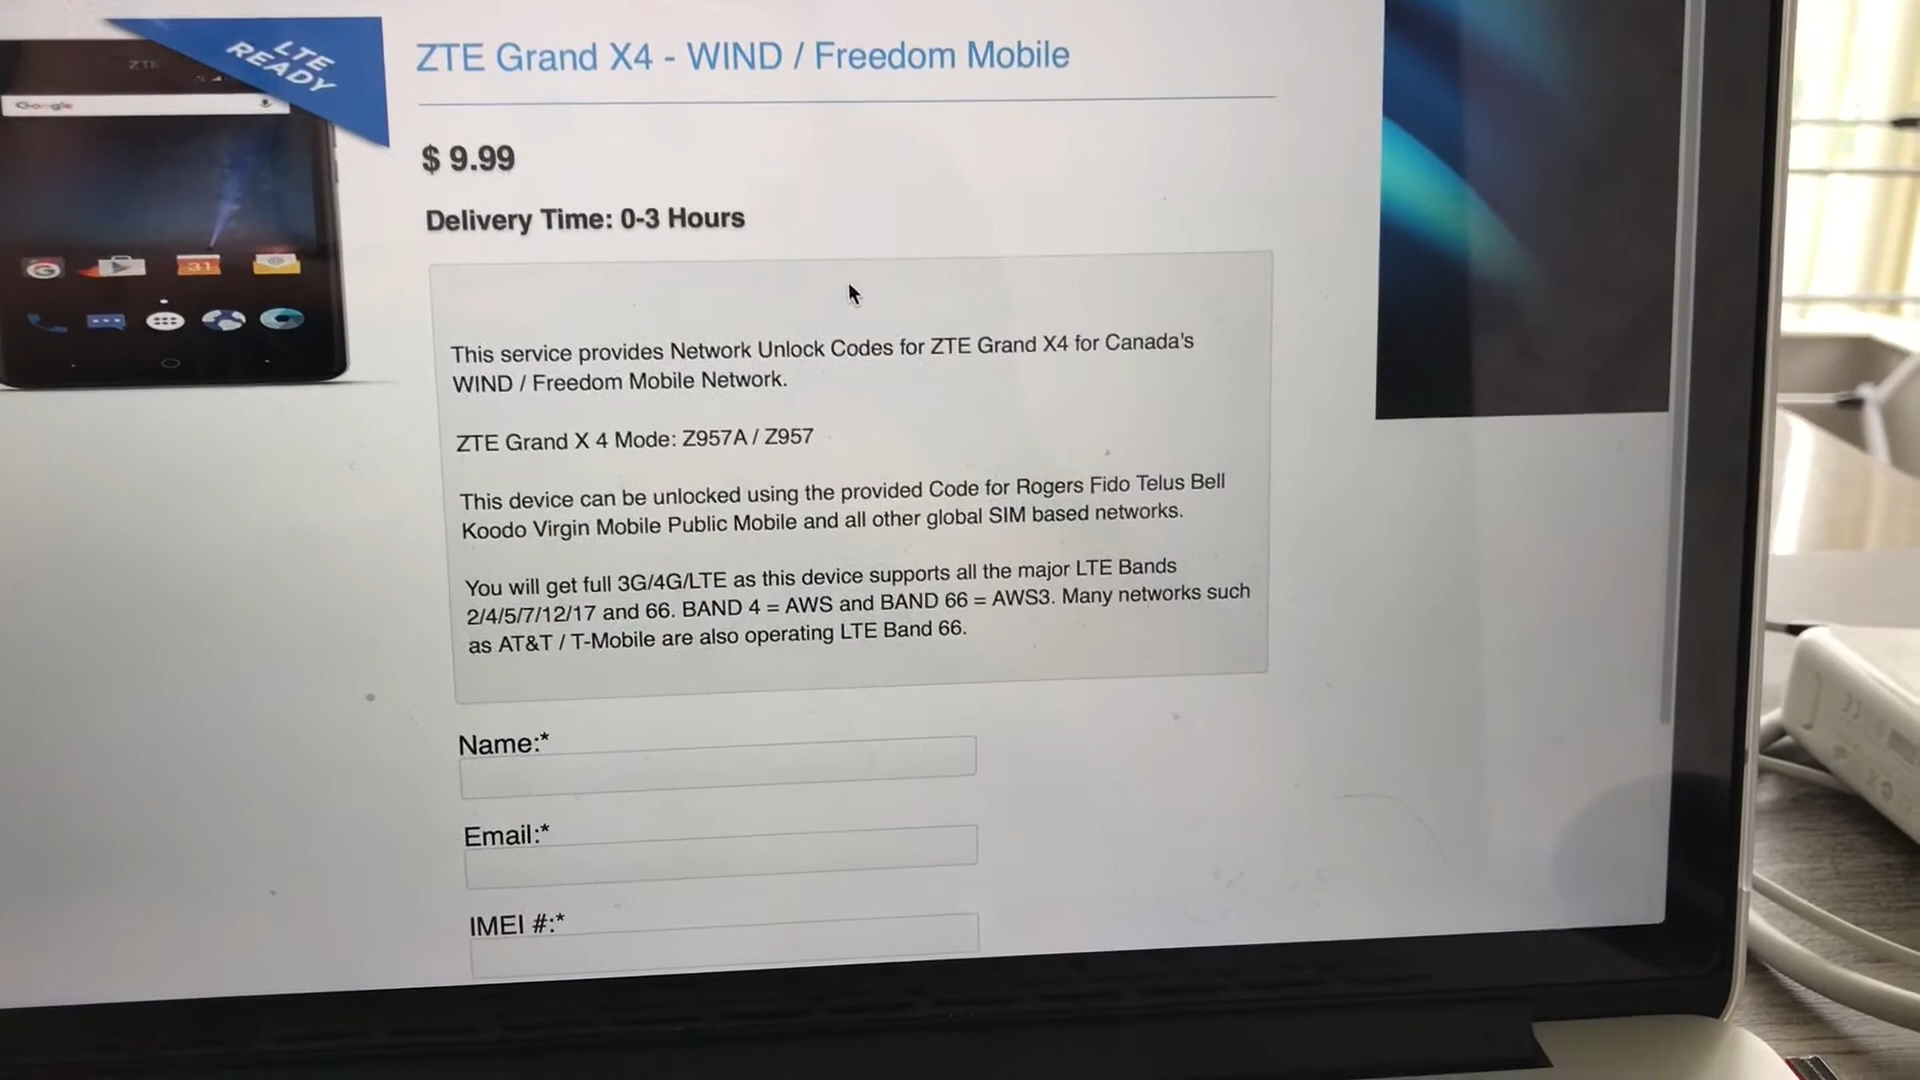 LTE
READY
ZTE
Google
31
ZTE Grand X4 - WIND / Freedom Mobile
$ 9.99
Delivery Time: 0-3 Hours
This service provides Network Unlock Codes for ZTE Grand X4 for Canada's
WIND / Freedom Mobile Network.
ZTE Grand X 4 Mode: Z957A / Z957
This device can be unlocked using the provided Code for Rogers Fido Telus Bell
Koodo Virgin Mobile Public Mobile and all other global SIM based networks.
You will get full 3G/4G/LTE as this device supports all the major LTE Bands
2/4/5/7/12/17 and 66. BAND 4 = AWS and BAND 66 = AWS3. Many networks such
as AT&T / T-Mobile are also operating LTE Band 66.
Name:*
Email:*
IMEI #:*